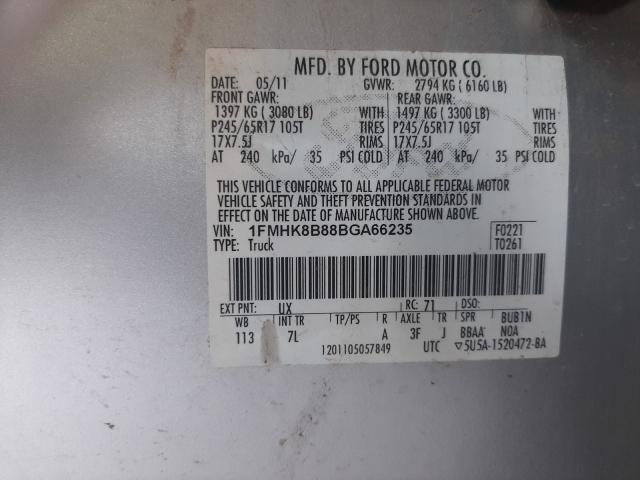 MFD. BY FORD MOTOR CO.
DATE: 05/11 GVWR: 2794 KG ( 6160 LB)
FRONT GAWR: REAR GAWR:
1397 KG ( 3080 LB) 1497 KG ( 3300 LB)
P245/65R17 105T TIRES P245/65R17 105T TIRES
17X7.5J RIMS 17X7.5J RIMS
AT 240 kPa/ 35 PSI COLD AT 240 kPa/ 35 PSI COLD
THIS VEHICLE CONFORMS TO ALL APPLICABLE FEDERAL MOTOR
VEHICLE SAFETY AND THEFT PREVENTION STANDARDS IN
EFFECT ON THE DATE OF MANUFACTURE SHOWN ABOVE.
VIN: 1FMHK8B88BGA66235 F0221
TYPE: Truck T0261
EXT PNT: UX RC: 71 DSO:
WB INT TR TP/PS R AXLE TR SPR BUB1N
113 7L A 3F J BBAA NOA
1201105057849 UTC ▽5U5A-1520472-BA